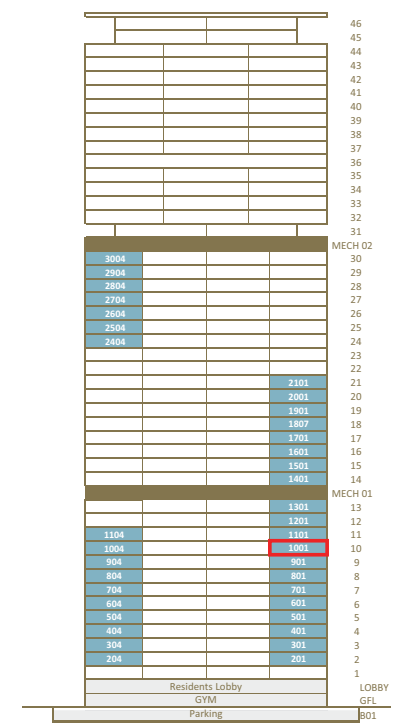 46
45
44
43
42
41
40
39
38
37
36
35
34
33
32
31
MECH 02
3004 30
2904 29
2804 28
2704 27
2604 26
2504 25
2404 24
23
22
2101 21
2001 20
1901 19
1807 18
1701 17
1601 16
1501 15
1401 14
MECH 01
1301 13
1201 12
1104 1101 11
1004 1001 10
904 901 9
804 801 8
704 701 7
604 601 6
504 501 5
404 401 4
304 301 3
204 201 2
1
Residents Lobby LOBBY
GYM GFL
Parking B01